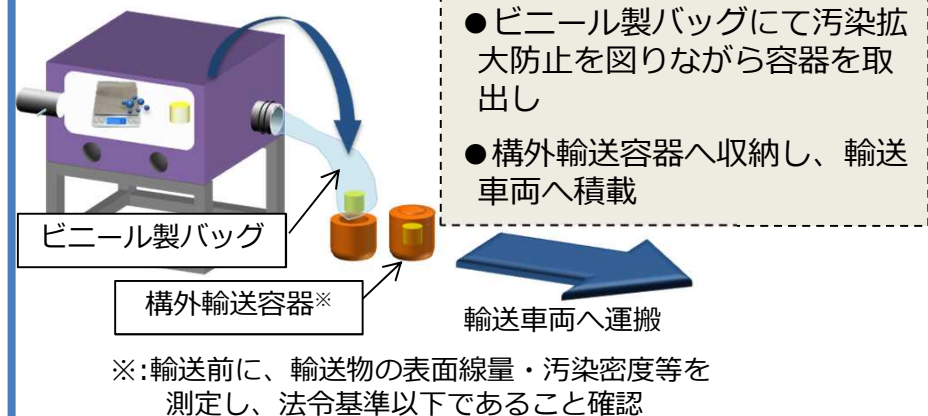 ●ビニール製バッグにて汚染拡
大防止を図りながら容器を取
出し
●構外輸送容器へ収納し、輸送
車両へ積載
ビニール製バッグ
構外輸送容器※
輸送車両へ運搬
※:輸送前に、輸送物の表面線量・汚染密度等を
測定し、法令基準以下であること確認